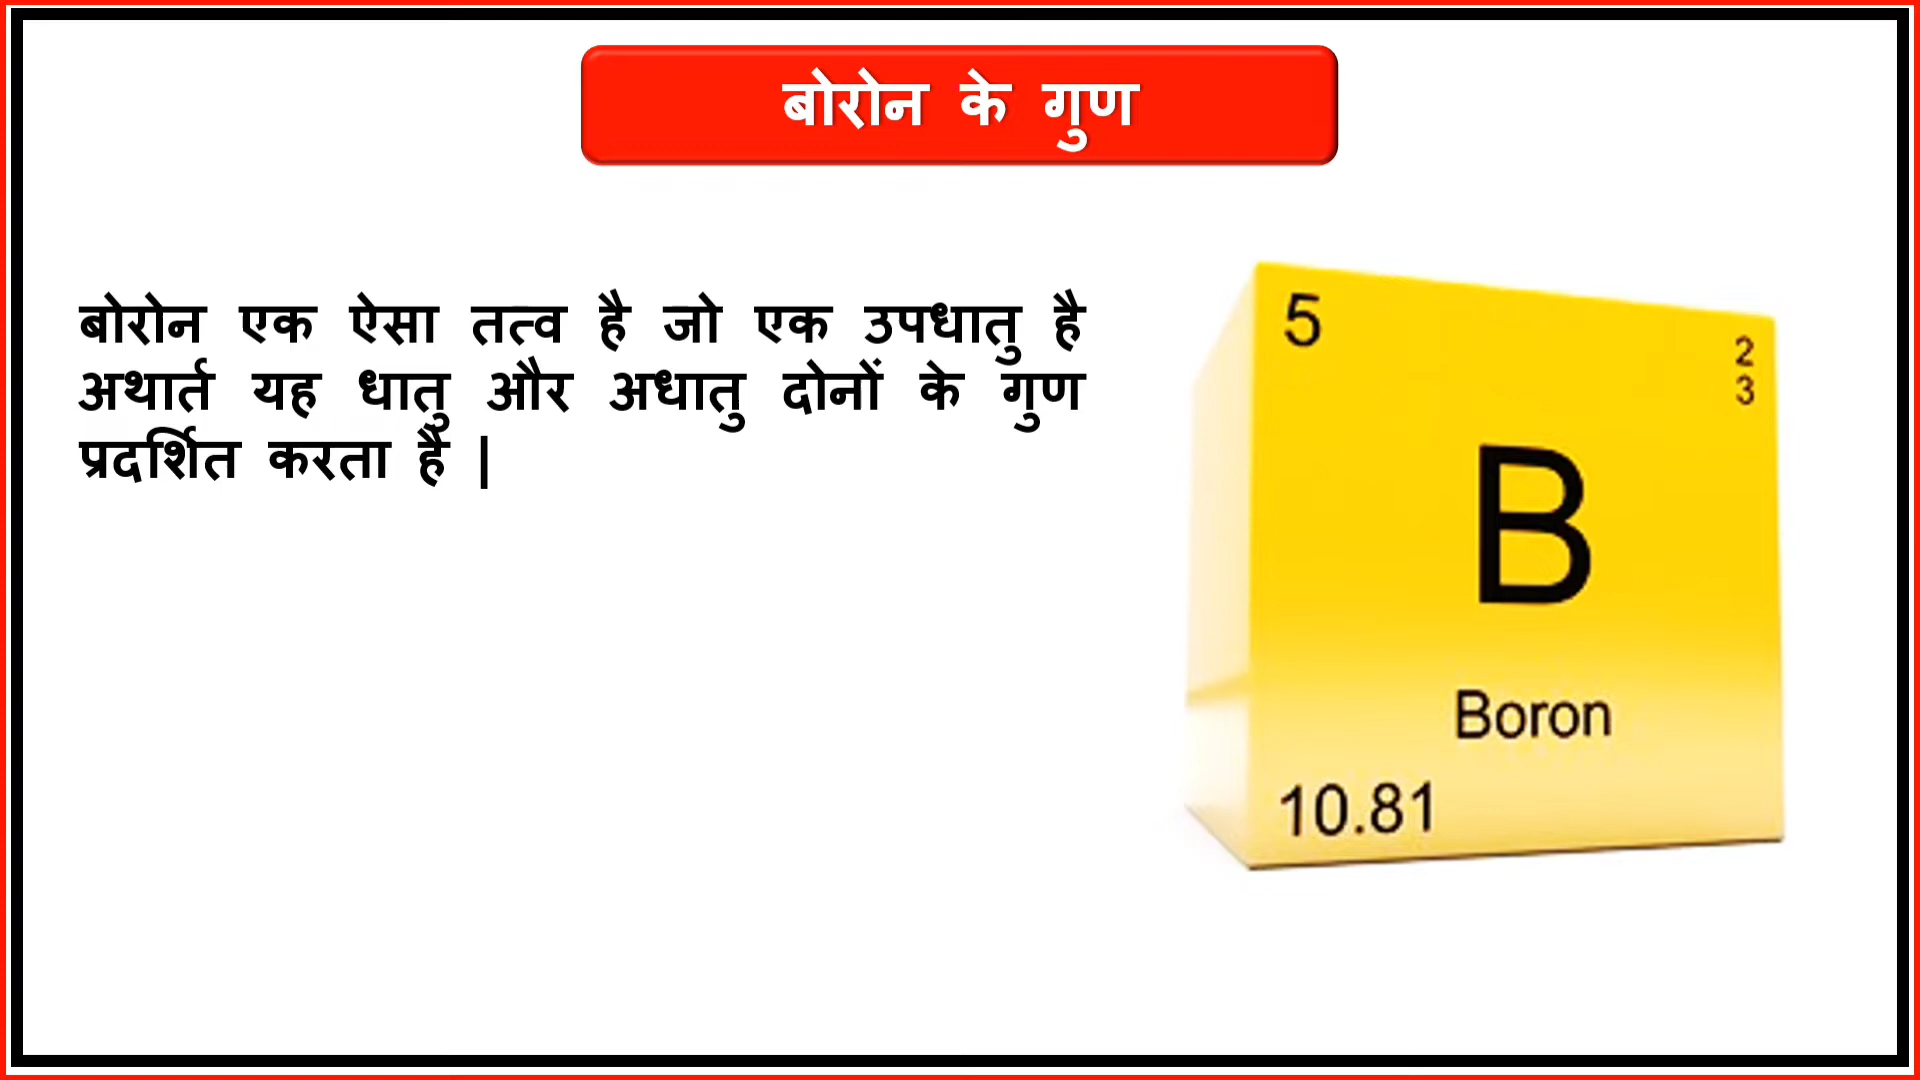 बोरोन के गुण
बोरोन एक ऐसा तत्व है जो एक उपधातु है
अथार्त यह धातु और अधातु दोनों के गुण
प्रदर्शित करता है |
5
2
3
B
Boron
10.81